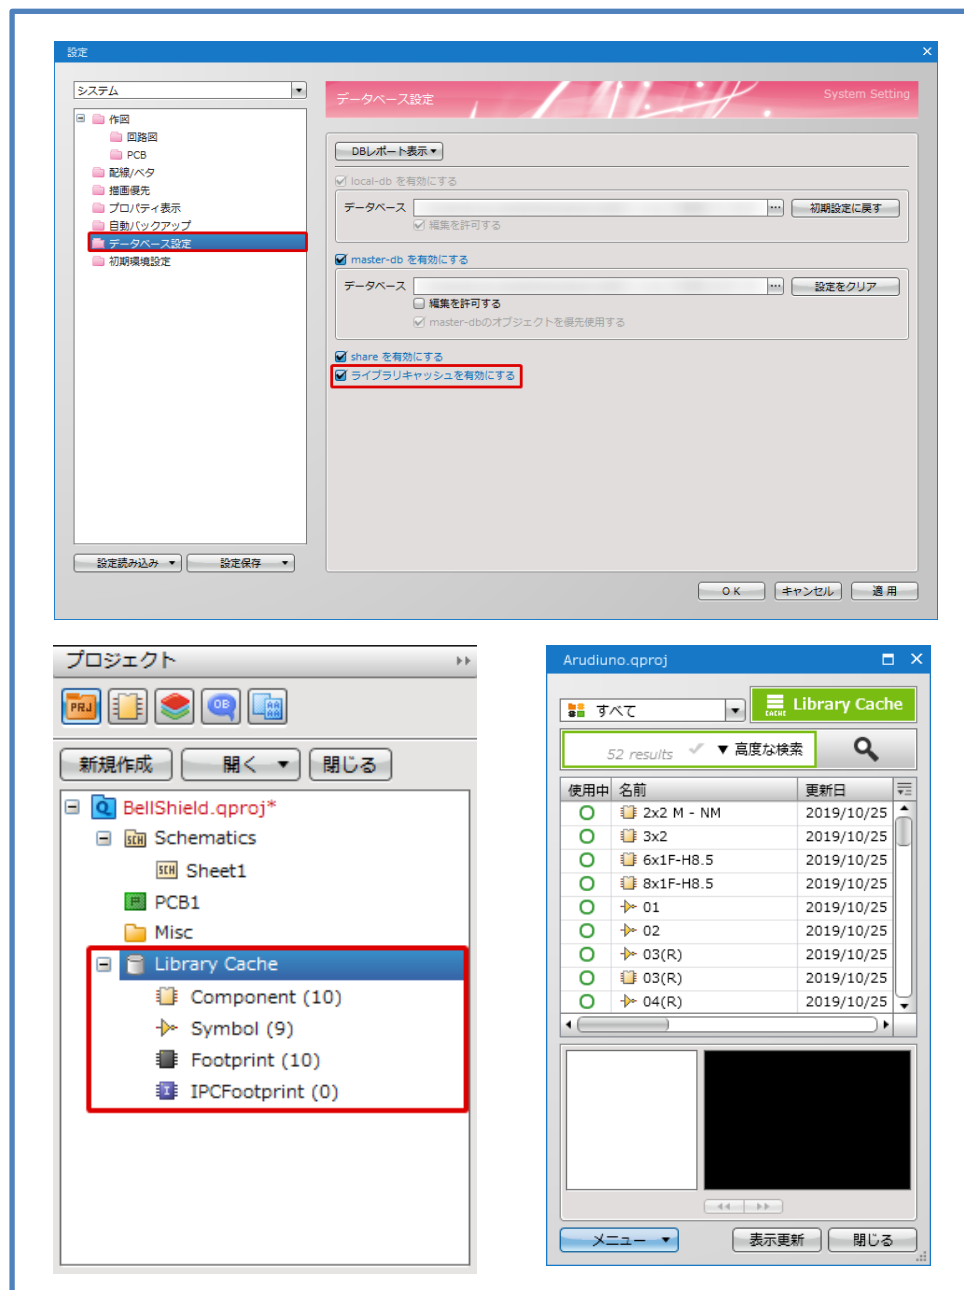 設定
システム
作図
回路図
PCB
配線/ベタ
描画優先
プロパティ表示
自動バックアップ
データベース設定
初期環境設定
設定読み込み
設定保存
データベース設定
System Setting
DBレポート表示
local-db を有効にする
データベース
初期設定に戻す
編集を許可する
master-db を有効にする
データベース
設定をクリア
編集を許可する
master-dbのオブジェクトを優先使用する
share を有効にする
ライブラリキャッシュを有効にする
OK キャンセル 適用
プロジェクト
PRJ
OB
新規作成 開く 閉じる
BellShield.qproj*
Schematics
Sheet1
PCB1
Misc
Library Cache
Component (10)
Symbol (9)
Footprint (10)
IPCFootprint (0)
Arudiuno.qproj
すべて
CACHE Library Cache
52 results ▼ 高度な検索
使用中 名前 更新日
2x2 M - NM 2019/10/25
3x2 2019/10/25
6x1F-H8.5 2019/10/25
8x1F-H8.5 2019/10/25
01 2019/10/25
02 2019/10/25
03(R) 2019/10/25
03(R) 2019/10/25
04(R) 2019/10/25
メニュー 表示更新 閉じる